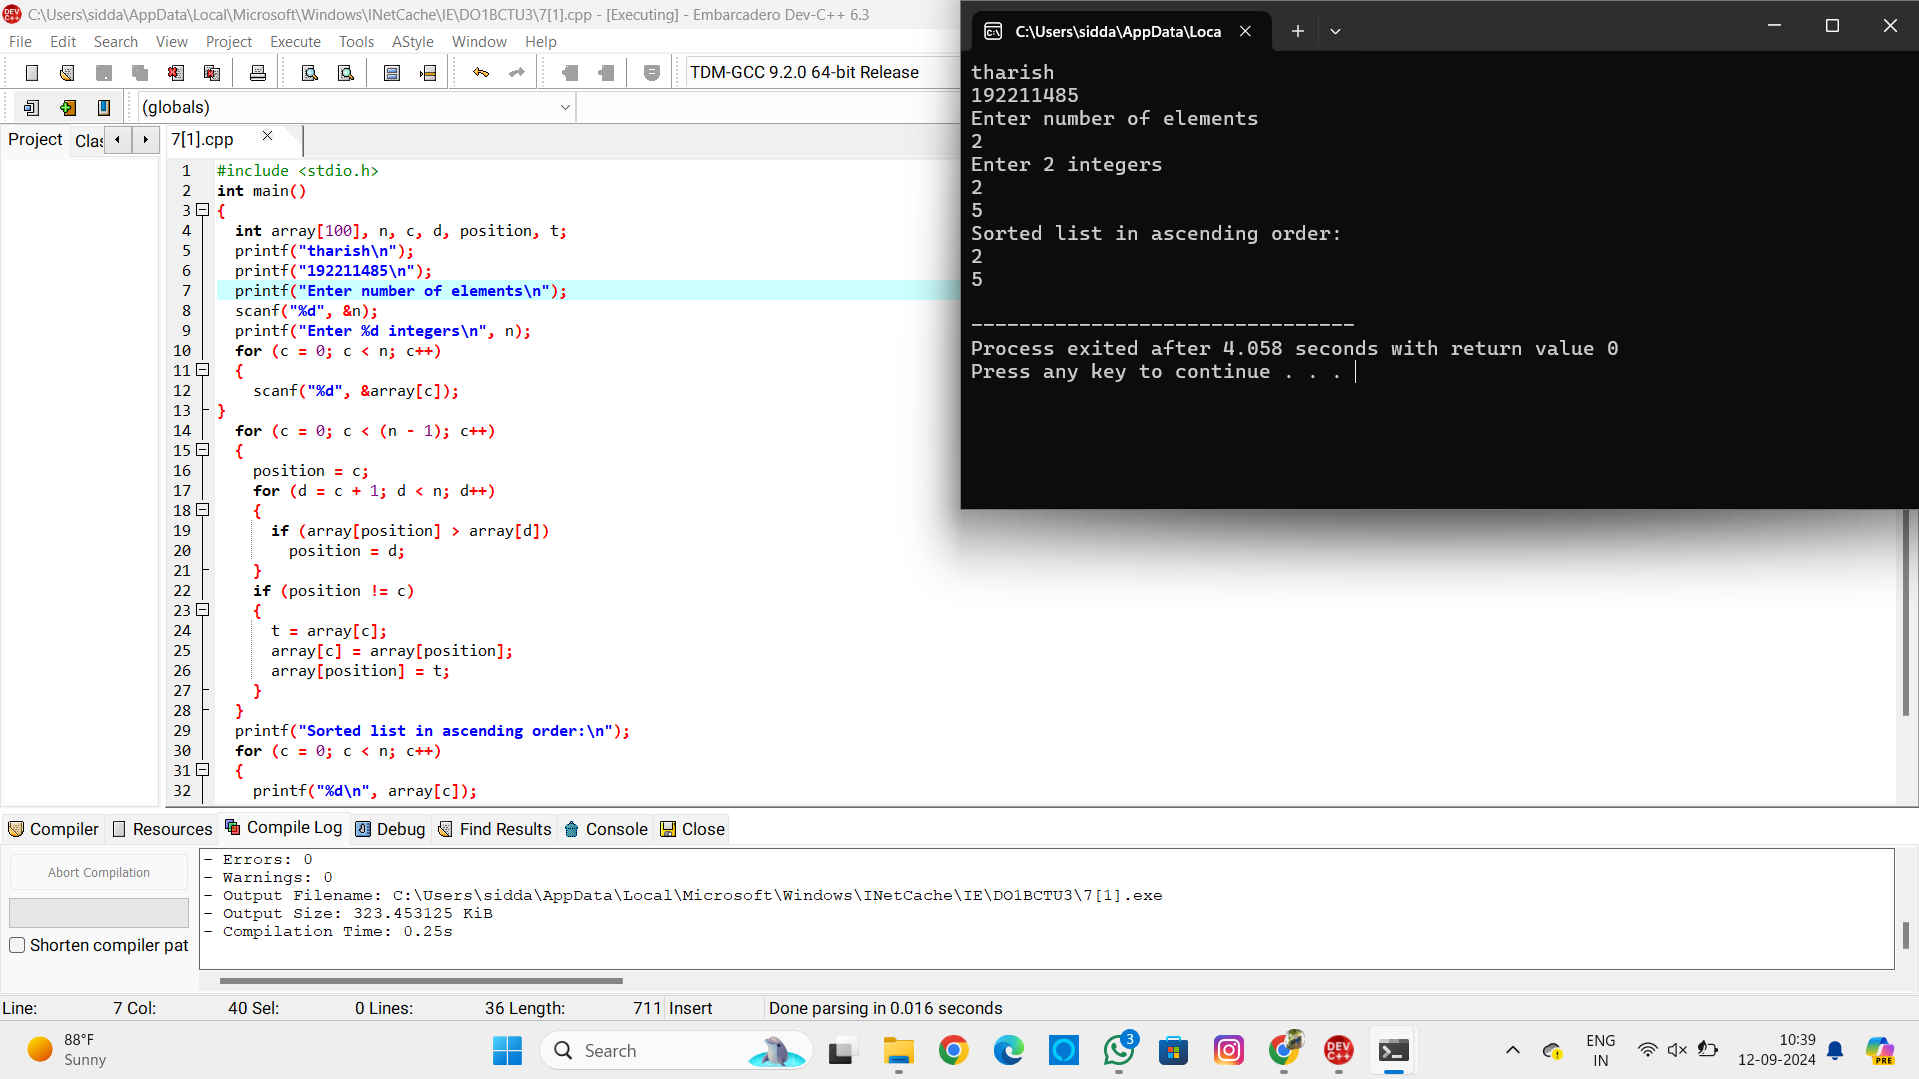 C:\Users\sidda\AppData\Local\Microsoft\Windows\INetCache\IE\DO1BCTU3\7[1].cpp - [Executing] - Embarcadero Dev-C++ 6.3
File Edit Search View Project Execute Tools AStyle Window Help
TDM-GCC 9.2.0 64-bit Release
(globals)
Project Clas 7[1].cpp
1 #include <stdio.h>
2 int main()
3 {
4 int array[100], n, c, d, position, t;
5 printf("tharish\n");
6 printf("192211485\n");
7 printf("Enter number of elements\n");
8 scanf("%d", &n);
9 printf("Enter %d integers\n", n);
10 for (c = 0; c < n; c++)
11 {
12 scanf("%d", &array[c]);
13 }
14 for (c = 0; c < (n - 1); c++)
15 {
16 position = c;
17 for (d = c + 1; d < n; d++)
18 {
19 if (array[position] > array[d])
20 position = d;
21 }
22 if (position != c)
23 {
24 t = array[c];
25 array[c] = array[position];
26 array[position] = t;
27 }
28 }
29 printf("Sorted list in ascending order:\n");
30 for (c = 0; c < n; c++)
31 {
32 printf("%d\n", array[c]);
C:\Users\sidda\AppData\Loca
tharish
192211485
Enter number of elements
2
Enter 2 integers
2
5
Sorted list in ascending order:
2
5
--------------------------------
Process exited after 4.058 seconds with return value 0
Press any key to continue . . .
Compiler Resources Compile Log Debug Find Results Console Close
Abort Compilation
Shorten compiler pat
- Errors: 0
- Warnings: 0
- Output Filename: C:\Users\sidda\AppData\Local\Microsoft\Windows\INetCache\IE\DO1BCTU3\7[1].exe
- Output Size: 323.453125 KiB
- Compilation Time: 0.25s
Line: 7 Col: 40 Sel: 0 Lines: 36 Length: 711 Insert Done parsing in 0.016 seconds
88°F
Sunny
Search
3
DEV C++
ENG
IN
10:39
12-09-2024
PRE